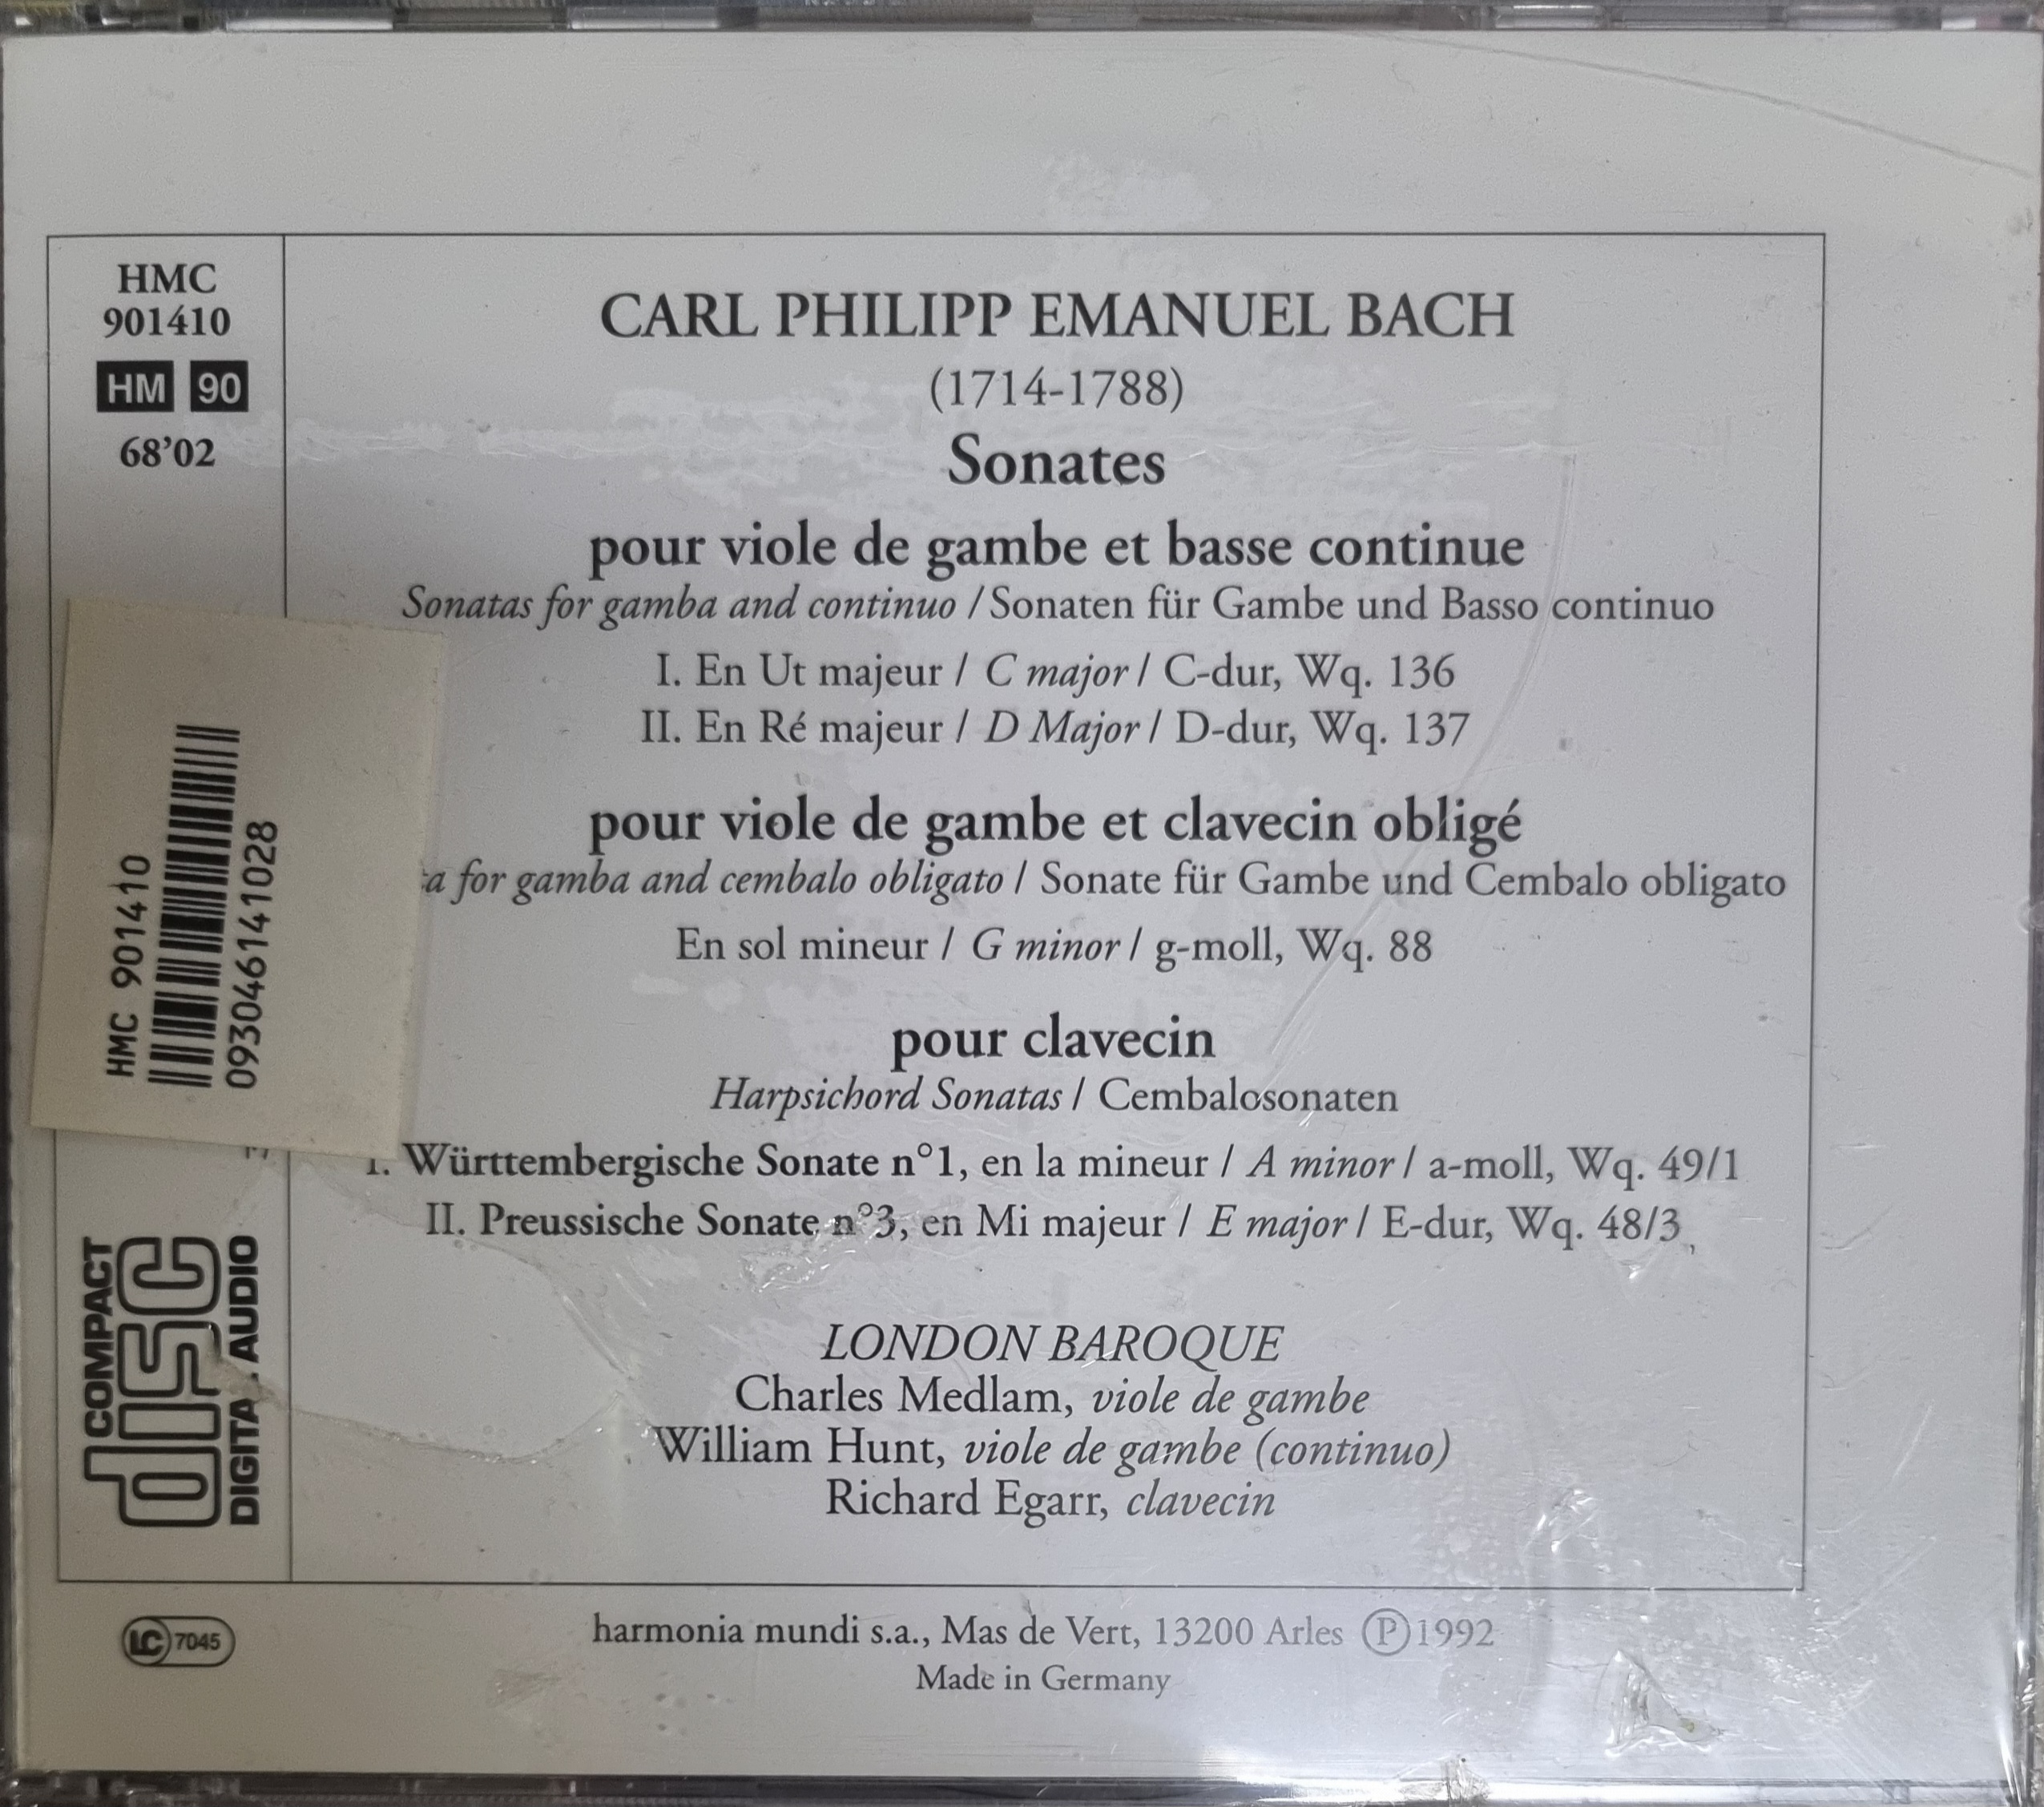 HMC
901410
HM 90
68'02
CARL PHILIPP EMANUEL BACH
(1714-1788)
Sonates
pour viole de gambe et basse continue
Sonatas for gamba and continuo / Sonaten für Gambe und Basso continuo
I. En Ut majeur / C major / C-dur, Wq. 136
II. En Ré majeur / D Major / D-dur, Wq. 137
pour viole de gambe et clavecin obligé
for gamba and cembalo obligato / Sonate für Gambe und Cembalo obligato
En sol mineur / G minor / g-moll, Wq. 88
pour clavecin
Harpsichord Sonatas / Cembalosonaten
I. Württembergische Sonate n°1, en la mineur / A minor / a-moll, Wq. 49/1
II. Preussische Sonate n°3, en Mi majeur / E major / E-dur, Wq. 48/3
LONDON BAROQUE
Charles Medlam, viole de gambe
William Hunt, viole de gambe (continuo)
Richard Egarr, clavecin
HMC 901410
093046141028
COMPACT
disc
DIGITAL AUDIO
LC 7045
harmonia mundi s.a., Mas de Vert, 13200 Arles Ⓟ1992
Made in Germany